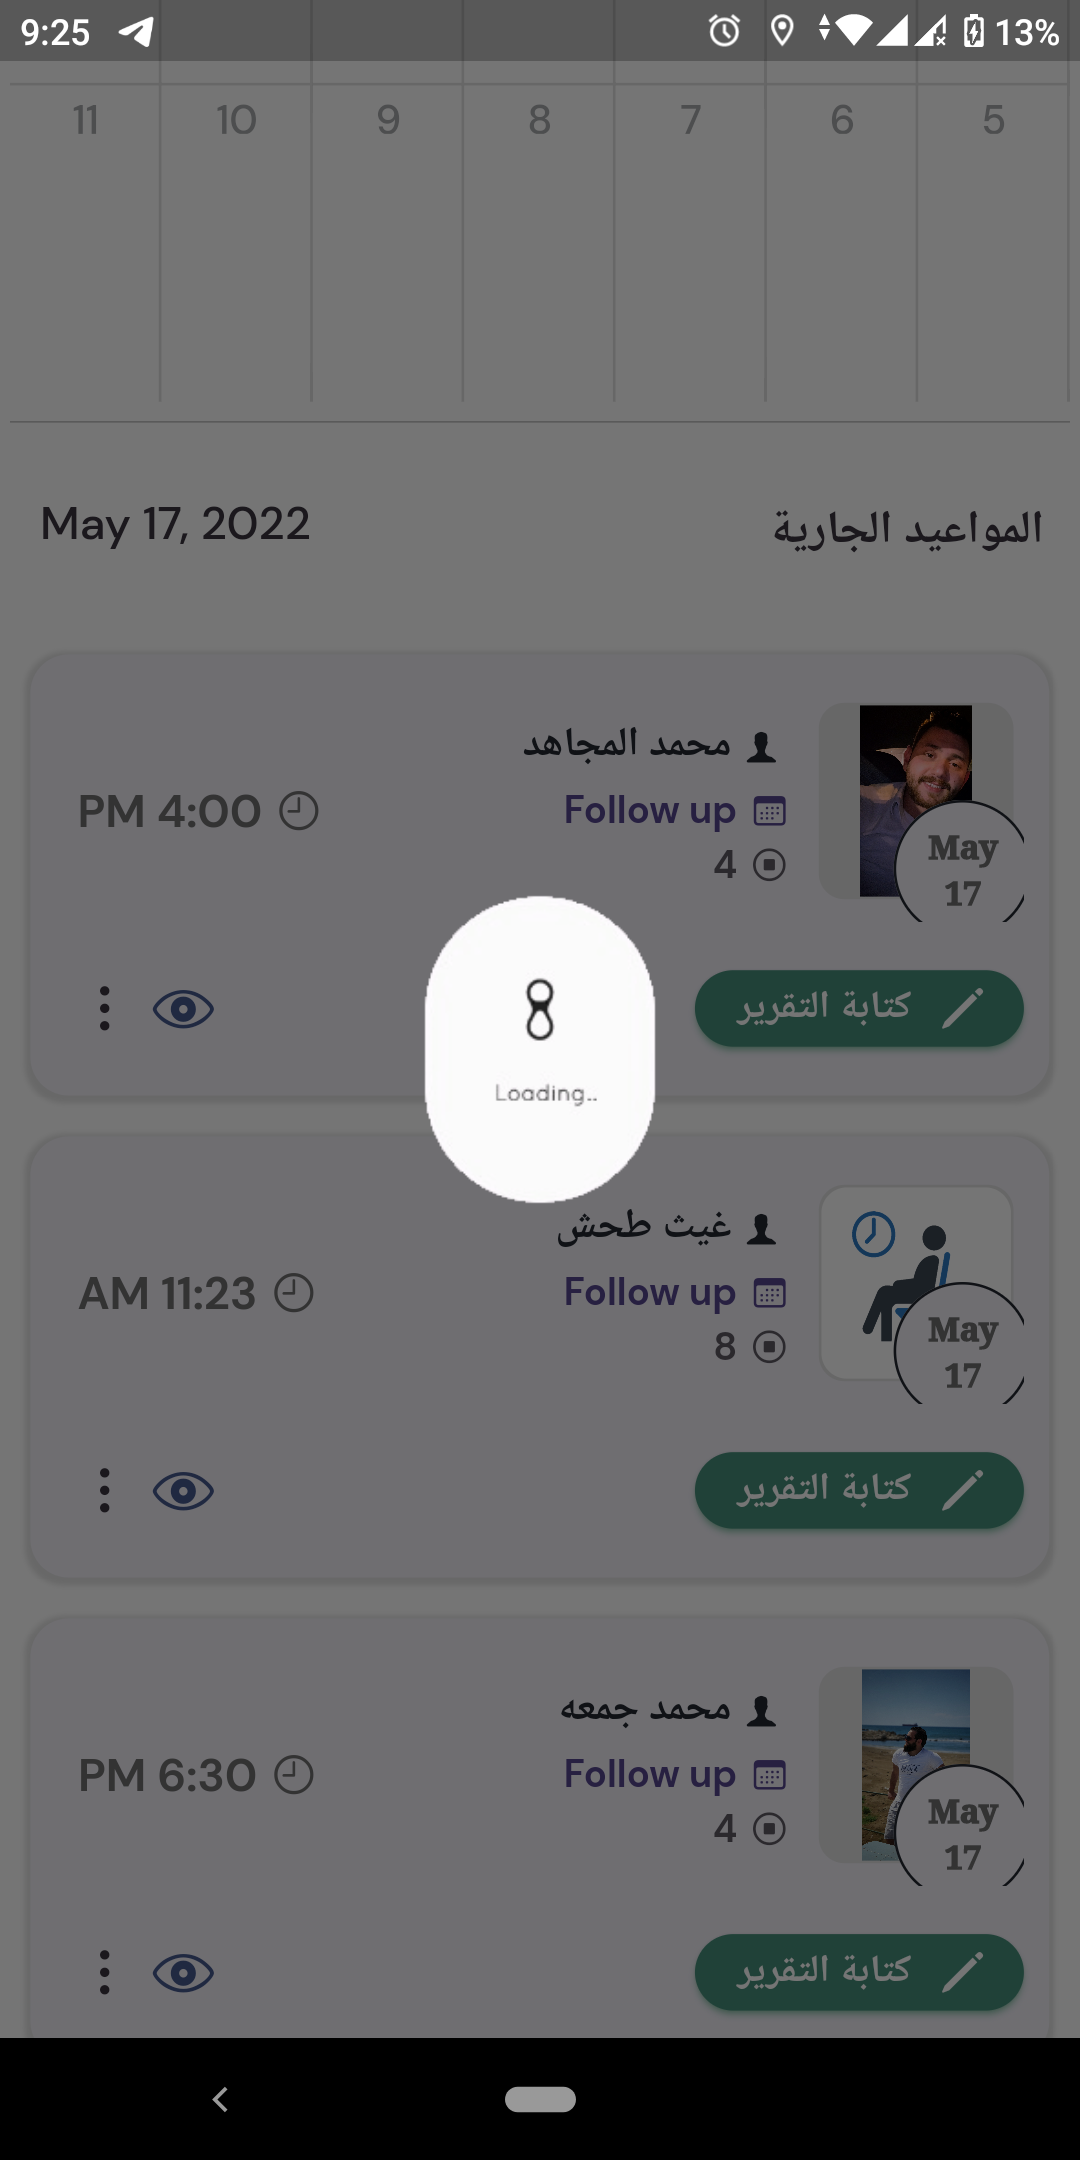 9:25
13%
11 10 9 8 7 6 5
المواعيد الجارية
May 17, 2022
محمد المجاهد
Follow up
4
PM 4:00
May
17
كتابة التقرير
Loading..
غيث طحش
Follow up
8
AM 11:23
May
17
كتابة التقرير
محمد جمعه
Follow up
4
PM 6:30
May
17
كتابة التقرير